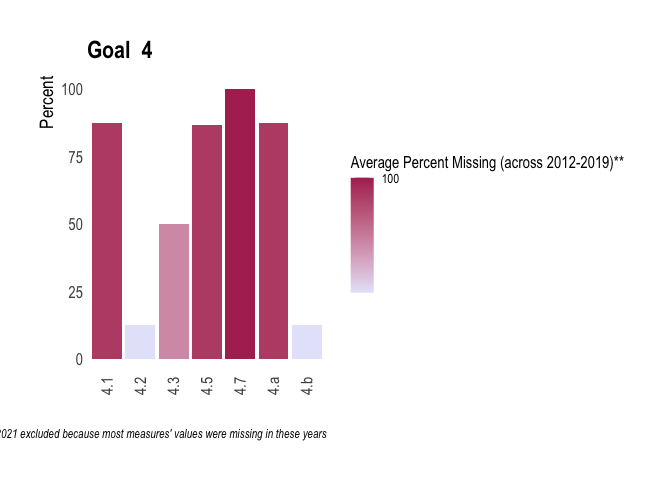 Goal 4
Percent
100
75
50
25
0
4.1
4.2
4.3
4.5
4.7
4.a
4.b
Average Percent Missing (across 2012-2019)**
100
2021 excluded because most measures' values were missing in these years